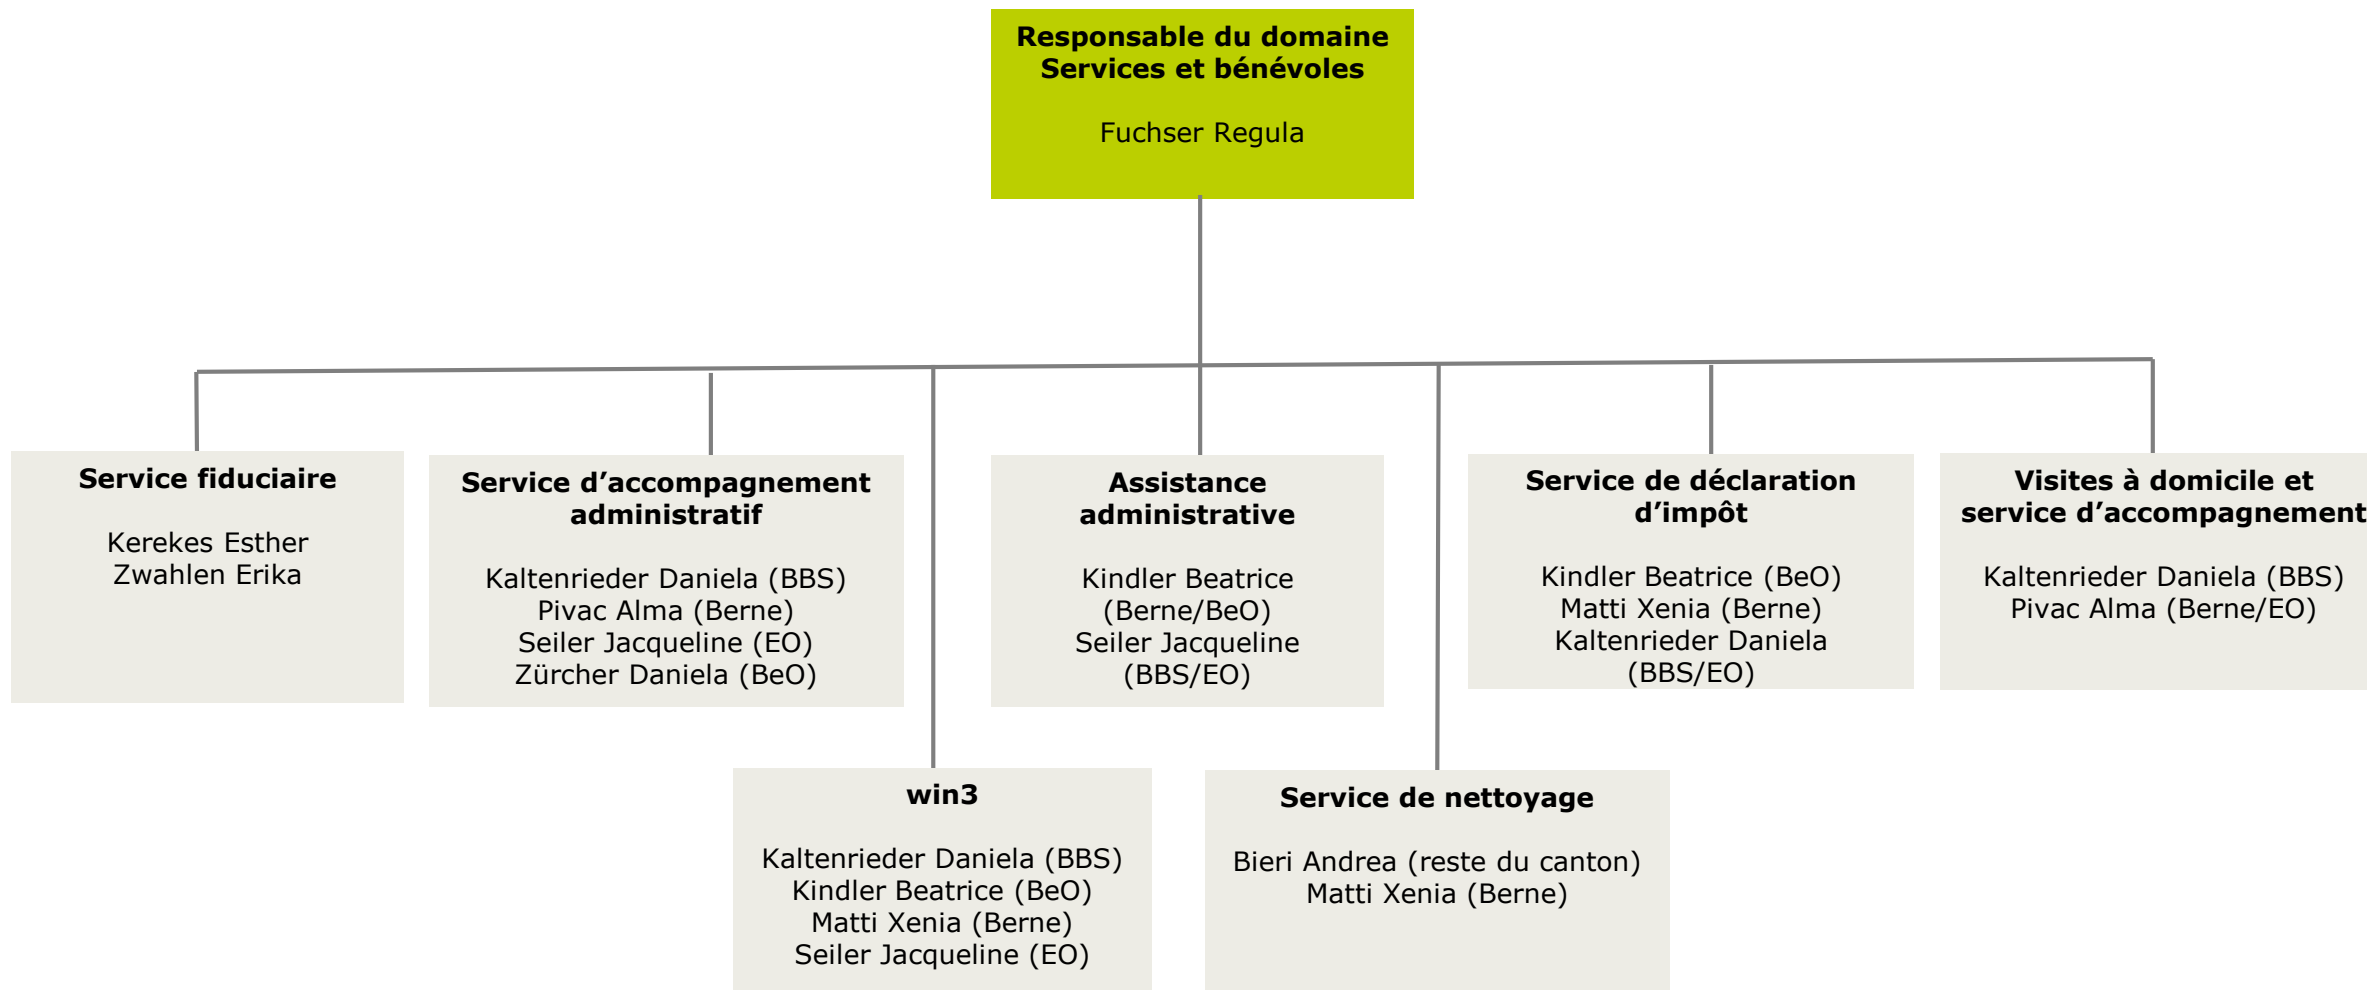 Responsable du domaine
Services et bénévoles
Fuchser Regula
Service fiduciaire
Kerekes Esther
Zwahlen Erika
Service d’accompagnement
administratif
Kaltenrieder Daniela (BBS)
Pivac Alma (Berne)
Seiler Jacqueline (EO)
Zürcher Daniela (BeO)
Assistance
administrative
Kindler Beatrice
(Berne/BeO)
Seiler Jacqueline
(BBS/EO)
Service de déclaration
d’impôt
Kindler Beatrice (BeO)
Matti Xenia (Berne)
Kaltenrieder Daniela
(BBS/EO)
Visites à domicile et
service d’accompagnement
Kaltenrieder Daniela (BBS)
Pivac Alma (Berne/EO)
win3
Kaltenrieder Daniela (BBS)
Kindler Beatrice (BeO)
Matti Xenia (Berne)
Seiler Jacqueline (EO)
Service de nettoyage
Bieri Andrea (reste du canton)
Matti Xenia (Berne)